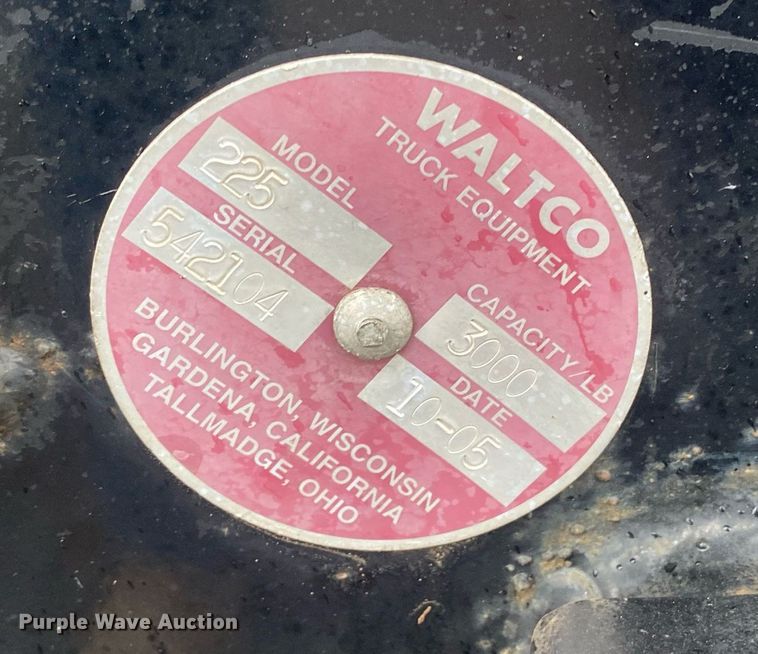 WALTCO
TRUCK EQUIPMENT
MODEL
225
SERIAL
542104
CAPACITY/LB
3000
DATE
10-05
BURLINGTON, WISCONSIN
GARDENA, CALIFORNIA
TALLMADGE, OHIO
Purple Wave Auction